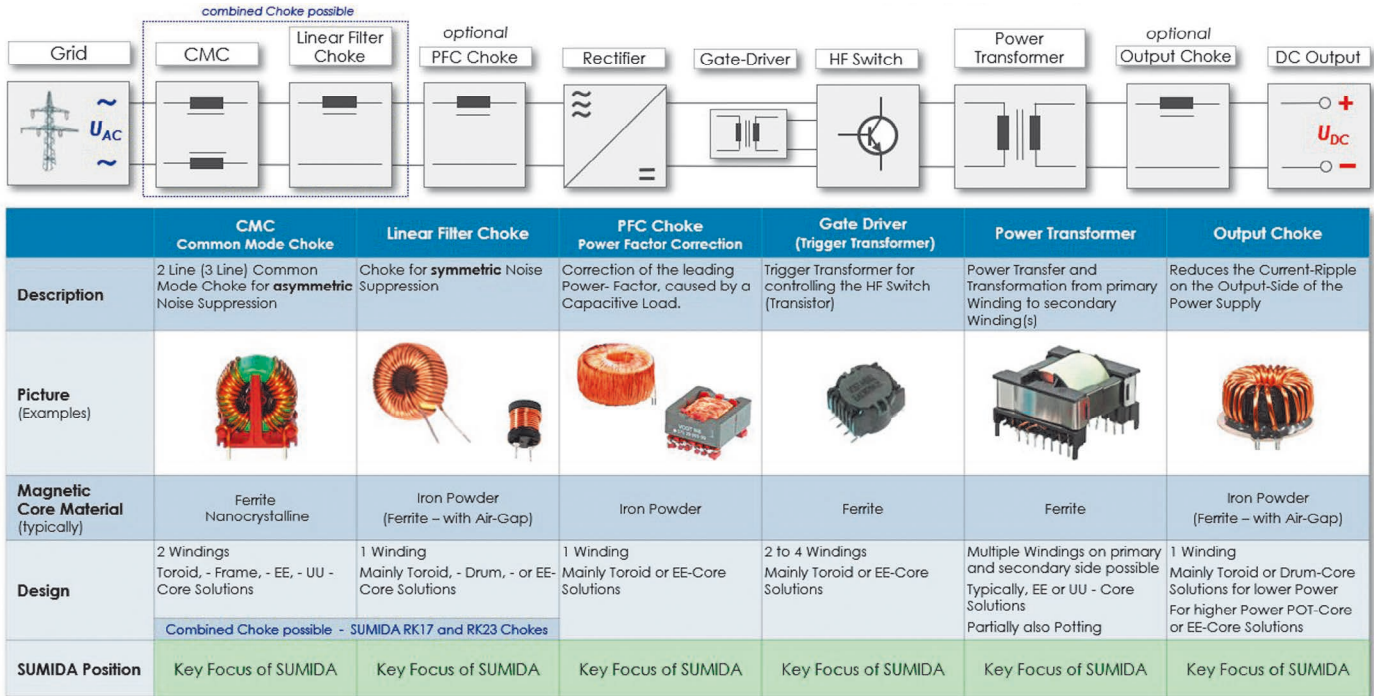 combined Choke possible
Grid
CMC
Linear Filter
Choke
optional
PFC Choke
Rectifier
Gate-Driver
HF Switch
Power
Transformer
optional
Output Choke
DC Output
~
UAC
~
≈
=
+
UDC
−
CMC
Common Mode Choke
Linear Filter Choke
PFC Choke
Power Factor Correction
Gate Driver
(Trigger Transformer)
Power Transformer
Output Choke
Description
2 Line (3 Line) Common
Mode Choke for asymmetric
Noise Suppression
Choke for symmetric Noise
Suppression
Correction of the leading
Power- Factor, caused by a
Capacitive Load.
Trigger Transformer for
controlling the HF Switch
(Transistor)
Power Transfer and
Transformation from primary
Winding to secondary
Winding(s)
Reduces the Current-Ripple
on the Output-Side of the
Power Supply
Picture
(Examples)
Magnetic
Core Material
(typically)
Ferrite
Nanocrystalline
Iron Powder
(Ferrite – with Air-Gap)
Iron Powder
Ferrite
Ferrite
Iron Powder
(Ferrite – with Air-Gap)
Design
2 Windings
Toroid, - Frame, - EE, - UU -
Core Solutions
1 Winding
Mainly Toroid, - Drum, - or EE-
Core Solutions
Combined Choke possible - SUMIDA RK17 and RK23 Chokes
1 Winding
Mainly Toroid or EE-Core
Solutions
2 to 4 Windings
Mainly Toroid or EE-Core
Solutions
Multiple Windings on primary
and secondary side possible
Typically, EE or UU - Core
Solutions
Partially also Potting
1 Winding
Mainly Toroid or Drum-Core
Solutions for lower Power
For higher Power POT-Core
or EE-Core Solutions
SUMIDA Position
Key Focus of SUMIDA
Key Focus of SUMIDA
Key Focus of SUMIDA
Key Focus of SUMIDA
Key Focus of SUMIDA
Key Focus of SUMIDA